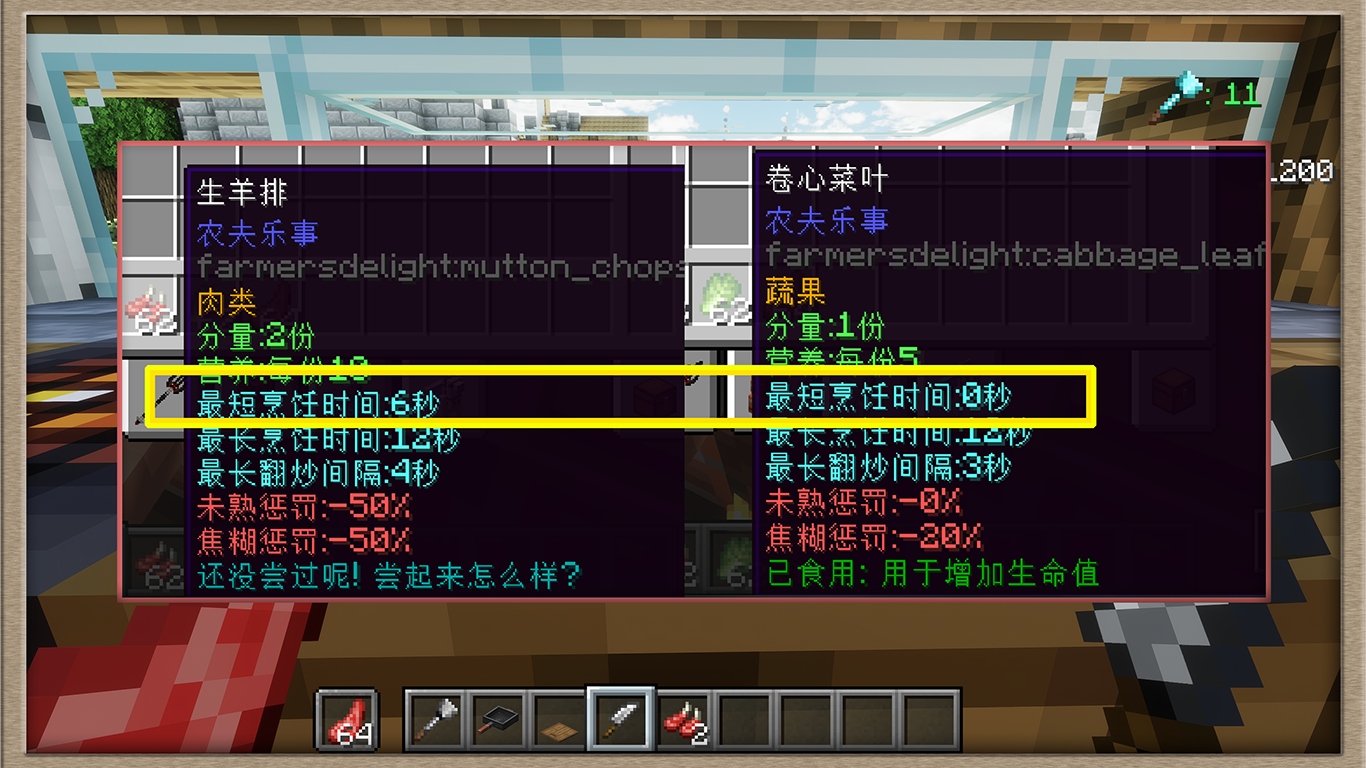 : 11
1200
生羊排
农夫乐事
farmersdelight:mutton_chops
肉类
分量:2份
营养:每份10
最短烹饪时间:6秒
最长烹饪时间:12秒
最长翻炒间隔:4秒
未熟惩罚:-50%
焦糊惩罚:-50%
还没尝过呢! 尝起来怎么样?
卷心菜叶
农夫乐事
farmersdelight:cabbage_leaf
蔬果
分量:1份
营养:每份5
最短烹饪时间:0秒
最长烹饪时间:12秒
最长翻炒间隔:3秒
未熟惩罚:-0%
焦糊惩罚:-20%
已食用: 用于增加生命值
62
62
62
64
2